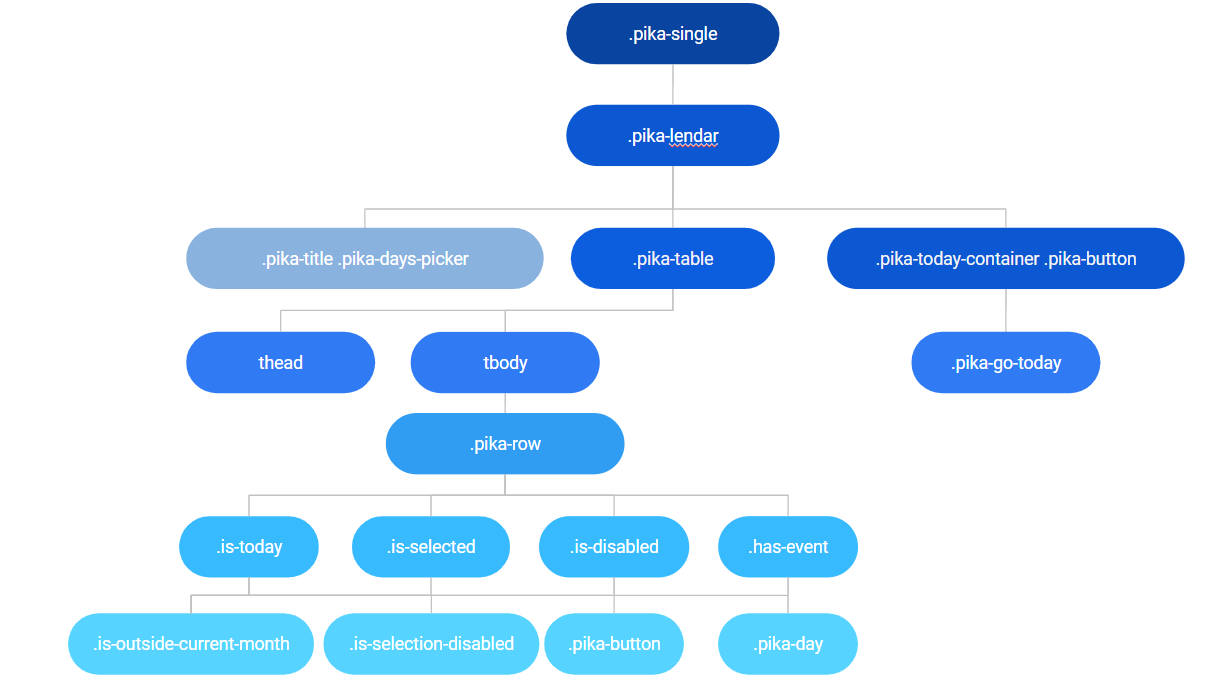 .pika-single
.pika-lendar
.pika-title .pika-days-picker
.pika-table
.pika-today-container .pika-button
thead
tbody
.pika-go-today
.pika-row
.is-today
.is-selected
.is-disabled
.has-event
.is-outside-current-month
.is-selection-disabled
.pika-button
.pika-day